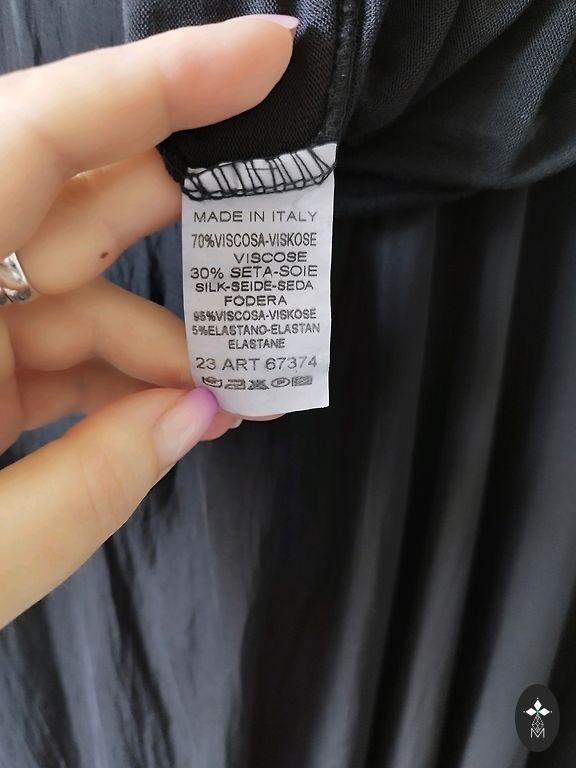 MADE IN ITALY
70%VISCOSA-VISKOSE
VISCOSE
30% SETA-SOIE
SILK-SEIDE-SEDA
FODERA
95%VISCOSA-VISKOSE
5%ELASTANO-ELASTAN
ELASTANE
23 ART 67374